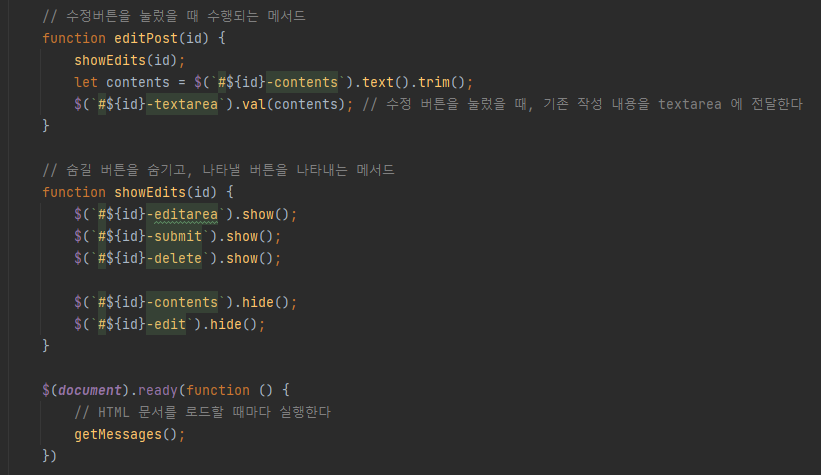 // 수정버튼을 눌렀을 때 수행되는 메서드
function editPost(id) {
    showEdits(id);
    let contents = $(`#${id}-contents`).text().trim();
    $(`#${id}-textarea`).val(contents); // 수정 버튼을 눌렀을 때, 기존 작성 내용을 textarea 에 전달한다
}

// 숨길 버튼을 숨기고, 나타낼 버튼을 나타내는 메서드
function showEdits(id) {
    $(`#${id}-editarea`).show();
    $(`#${id}-submit`).show();
    $(`#${id}-delete`).show();

    $(`#${id}-contents`).hide();
    $(`#${id}-edit`).hide();
}

$(document).ready(function () {
    // HTML 문서를 로드할 때마다 실행한다
    getMessages();
})